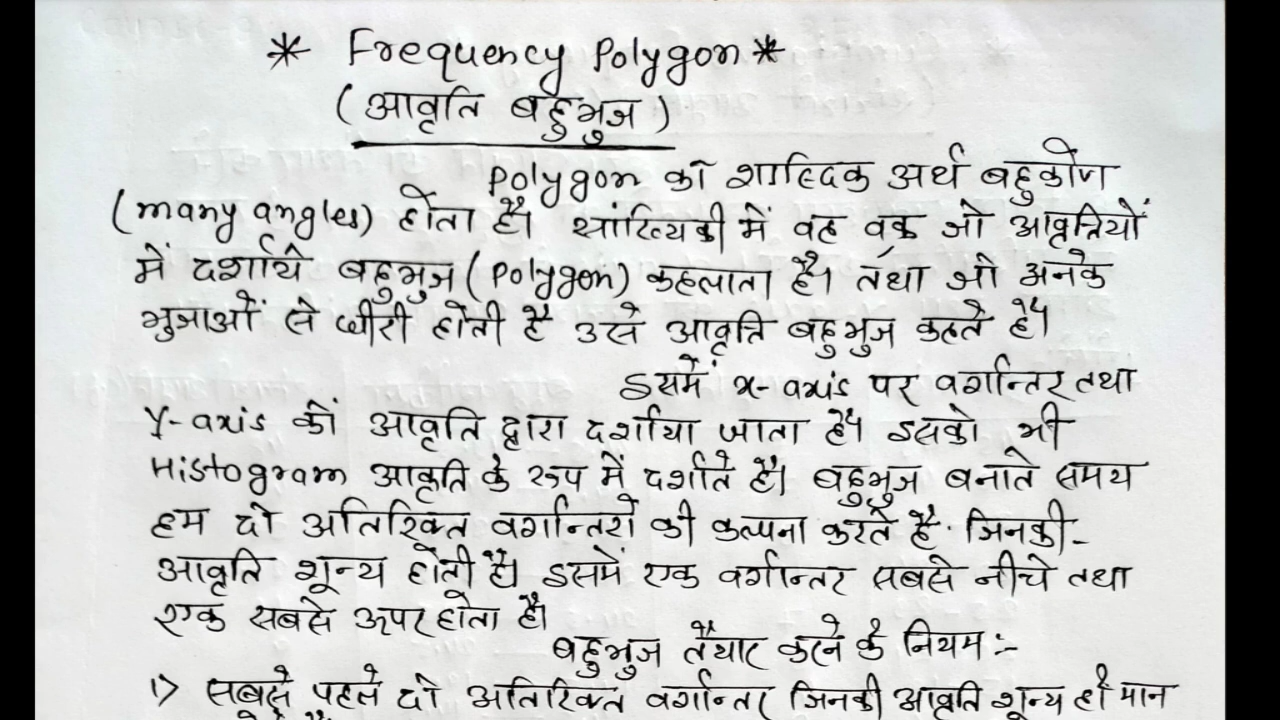 * Frequency Polygon *
(आवृति बहुभुज)
Polygon का शाब्दिक अर्थ बहुकोण
(many angles) होता है। सांख्यिकी में वह वक्र जो आवृत्तियों
में दर्शाये बहुभुज (Polygon) कहलाता है। तथा जो अनेक
भुजाओं से घीरी होती है उसे आवृत्ति बहुभुज कहते है।
इसमें x-axis पर वर्गान्तर तथा
Y-axis को आवृति द्वारा दर्शाया जाता है। इसको भी
Histogram आकृति के रूप में दर्शाते है। बहुभुज बनाते समय
हम दो अतिरिक्त वर्गान्तरो की कल्पना करते है. जिनकी-
आवृति शून्य होती है। इसमें एक वर्गान्तर सबसे नीचे तथा
एक सबसे ऊपर होता है।
बहुभुज तैयार करने के नियम :-
1> सबसे पहले दो अतिरिक्त वर्गान्तर जिनकी आवृति शून्य हो मान